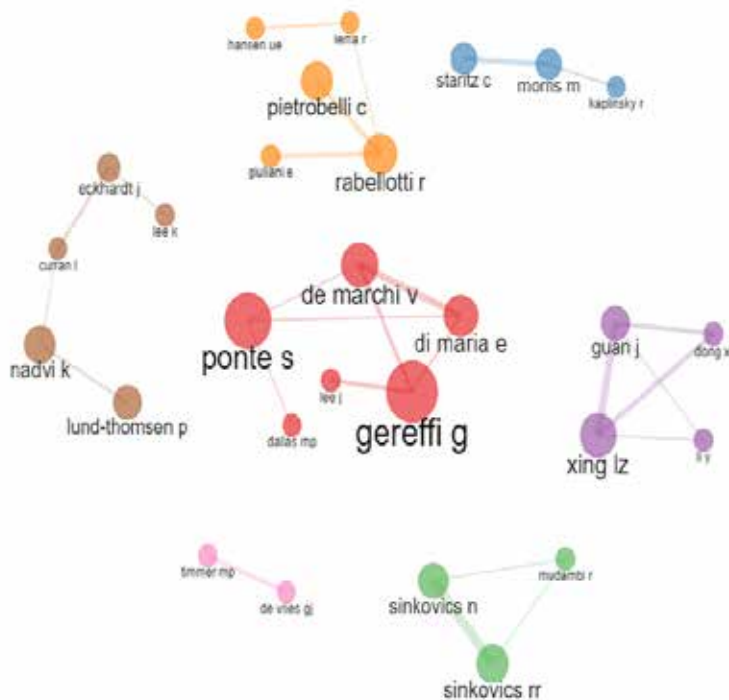 hansen ue
lema r
pietrobelli c
giuliani e
rabellotti r
staritz c
morris m
kaplinsky r
eckhardt j
lee k
curran l
nadvi k
lund-thomsen p
de marchi v
di maria e
ponte s
lee j
dallas mp
gereffi g
guan j
dong x
li y
xing lz
timmer mp
de vries gj
sinkovics n
mudambi r
sinkovics rr